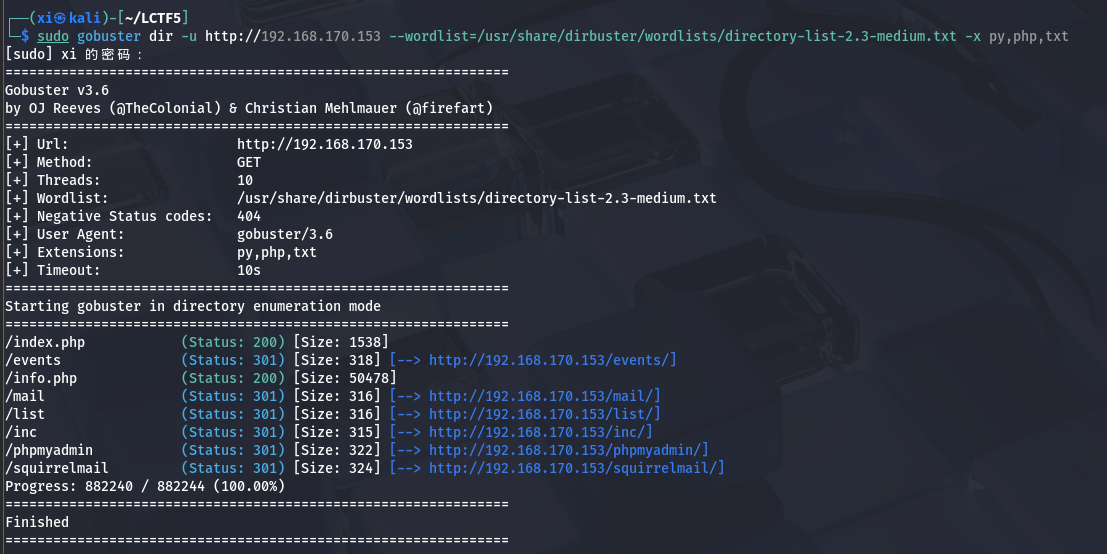 ┌──(xi㉿kali)-[~/LCTF5]
└─$ sudo gobuster dir -u http://192.168.170.153 --wordlist=/usr/share/dirbuster/wordlists/directory-list-2.3-medium.txt -x py,php,txt
[sudo] xi 的密码：
===============================================================
Gobuster v3.6
by OJ Reeves (@TheColonial) & Christian Mehlmauer (@firefart)
===============================================================
[+] Url:                     http://192.168.170.153
[+] Method:                  GET
[+] Threads:                 10
[+] Wordlist:                /usr/share/dirbuster/wordlists/directory-list-2.3-medium.txt
[+] Negative Status codes:   404
[+] User Agent:              gobuster/3.6
[+] Extensions:              py,php,txt
[+] Timeout:                 10s
===============================================================
Starting gobuster in directory enumeration mode
===============================================================
/index.php            (Status: 200) [Size: 1538]
/events               (Status: 301) [Size: 318] [--> http://192.168.170.153/events/]
/info.php             (Status: 200) [Size: 50478]
/mail                 (Status: 301) [Size: 316] [--> http://192.168.170.153/mail/]
/list                 (Status: 301) [Size: 316] [--> http://192.168.170.153/list/]
/inc                  (Status: 301) [Size: 315] [--> http://192.168.170.153/inc/]
/phpmyadmin           (Status: 301) [Size: 322] [--> http://192.168.170.153/phpmyadmin/]
/squirrelmail         (Status: 301) [Size: 324] [--> http://192.168.170.153/squirrelmail/]
Progress: 882240 / 882244 (100.00%)
===============================================================
Finished
===============================================================